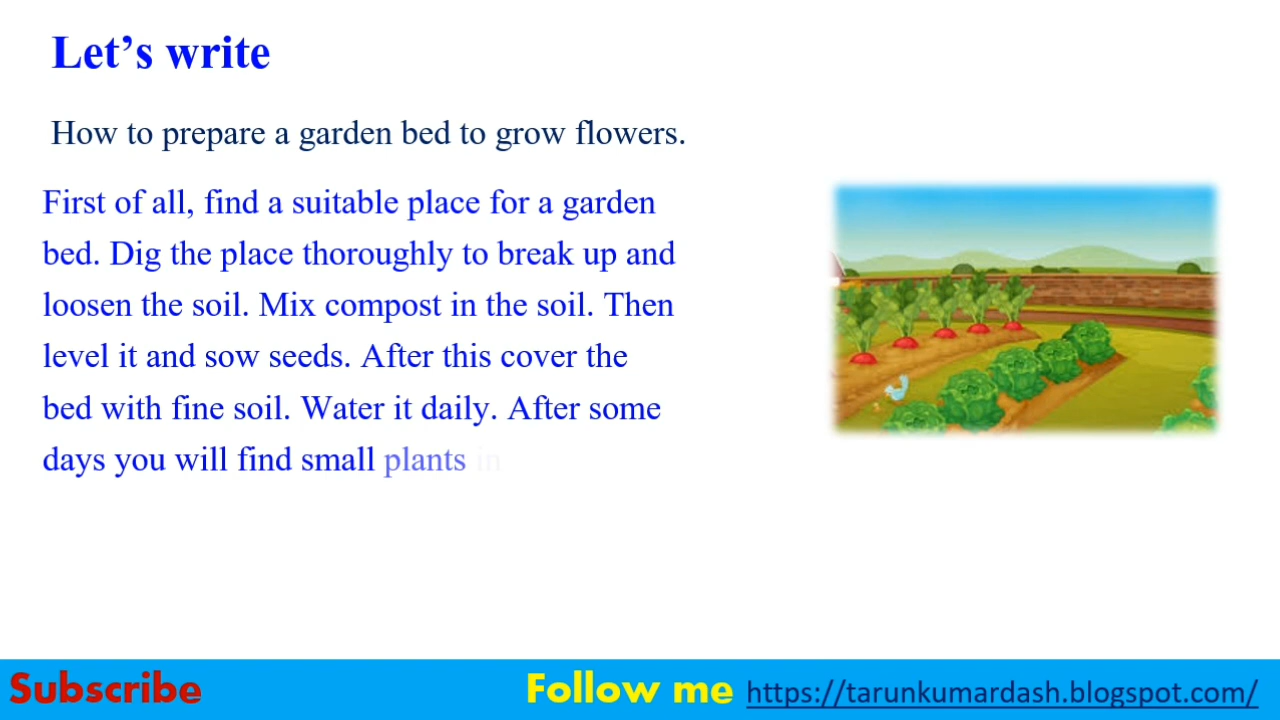 Let’s write
How to prepare a garden bed to grow flowers.
First of all, find a suitable place for a garden
bed. Dig the place thoroughly to break up and
loosen the soil. Mix compost in the soil. Then
level it and sow seeds. After this cover the
bed with fine soil. Water it daily. After some
days you will find small plants in
Subscribe
Follow me https://tarunkumardash.blogspot.com/